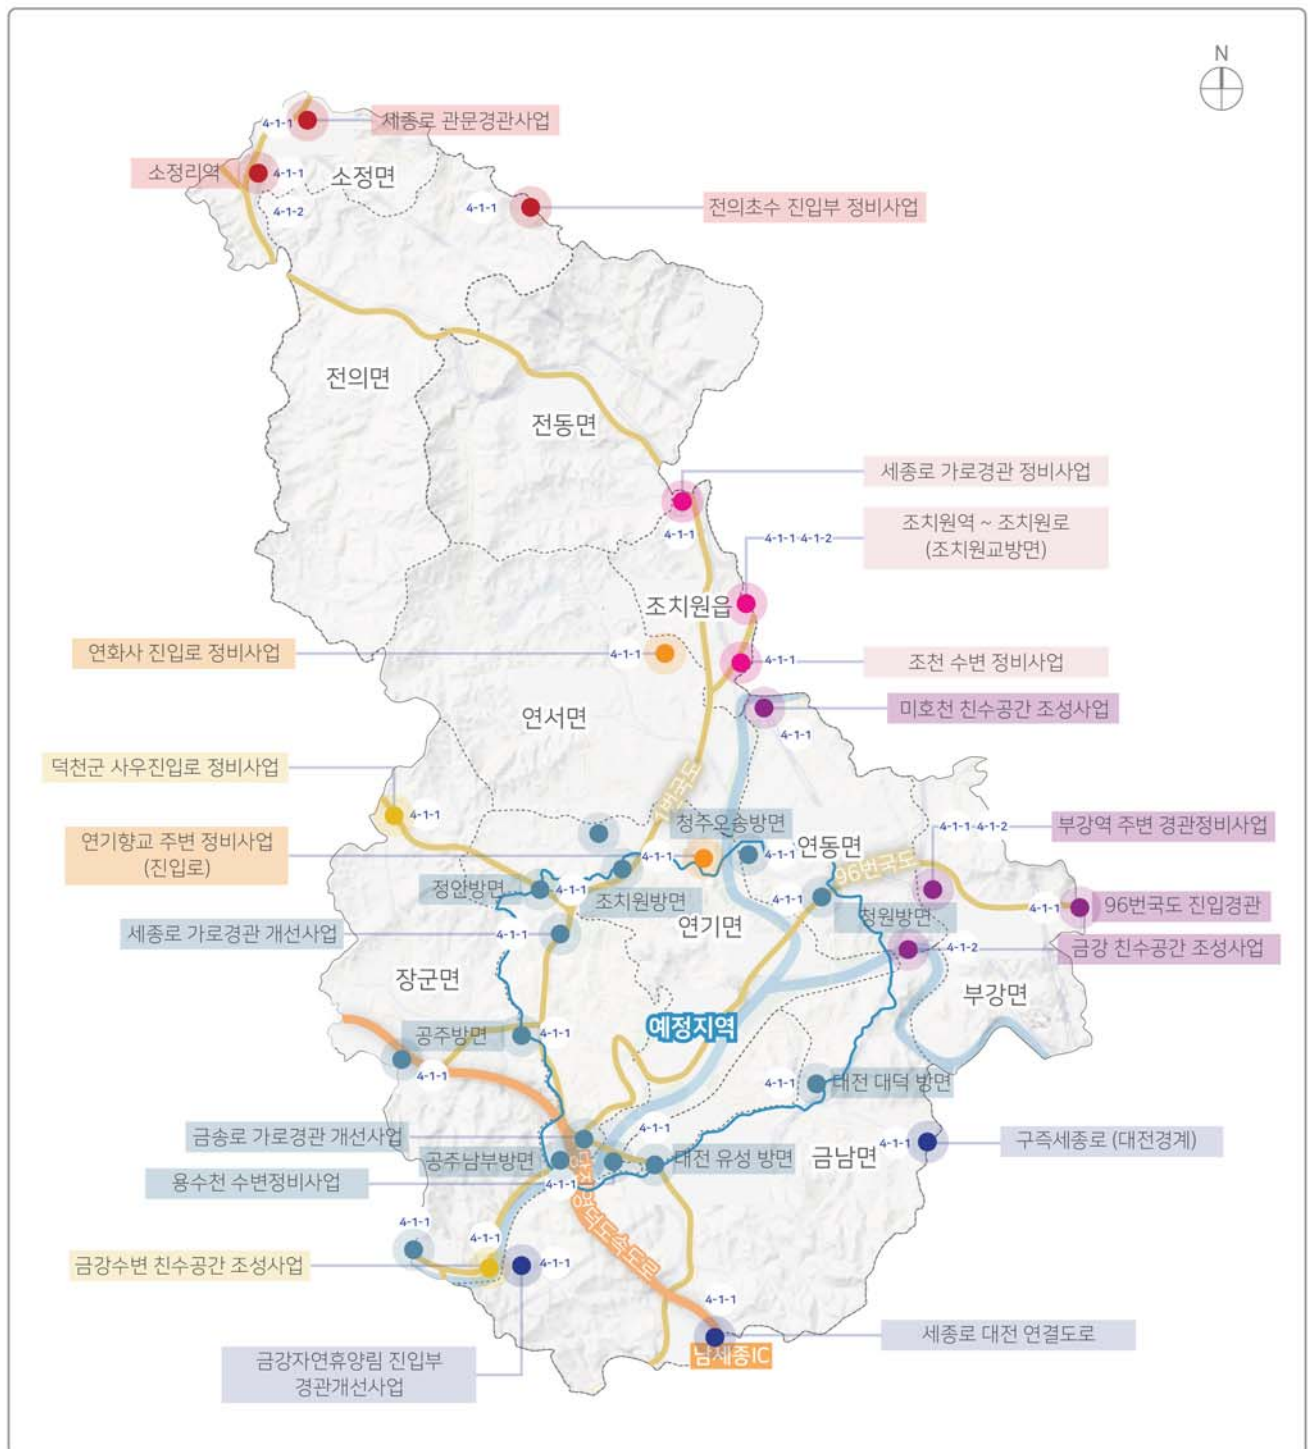 N
4-1-1
세종로 관문경관사업
소정리역
4-1-1
소정면
4-1-2
4-1-1
전의초수 진입부 정비사업
전의면
전동면
세종로 가로경관 정비사업
4-1-1
4-1-1 4-1-2
조치원역 ~ 조치원로
(조치원교방면)
조치원읍
연화사 진입로 정비사업
4-1-1
4-1-1
조천 수변 정비사업
미호천 친수공간 조성사업
4-1-1
연서면
덕천군 사우진입로 정비사업
4-1-1
1번국도
청주오송방면
4-1-1 4-1-2
부강역 주변 경관정비사업
연기향교 주변 정비사업
(진입로)
4-1-1
4-1-1
연동면
96번국도
정안방면
4-1-1
조치원방면
4-1-1
4-1-1
96번국도 진입경관
청원방면
연기면
세종로 가로경관 개선사업
4-1-1
4-1-2
금강 친수공간 조성사업
장군면
부강면
예정지역
공주방면
4-1-1
4-1-1
4-1-1
대전 대덕 방면
금송로 가로경관 개선사업
4-1-1
4-1-1
구즉세종로 (대전경계)
공주남부방면
대전 유성 방면
금남면
용수천 수변정비사업
4-1-1
4-1-1
4-1-1
금강수변 친수공간 조성사업
4-1-1
4-1-1
세종로 대전 연결도로
남세종IC
금강자연휴양림 진입부
경관개선사업